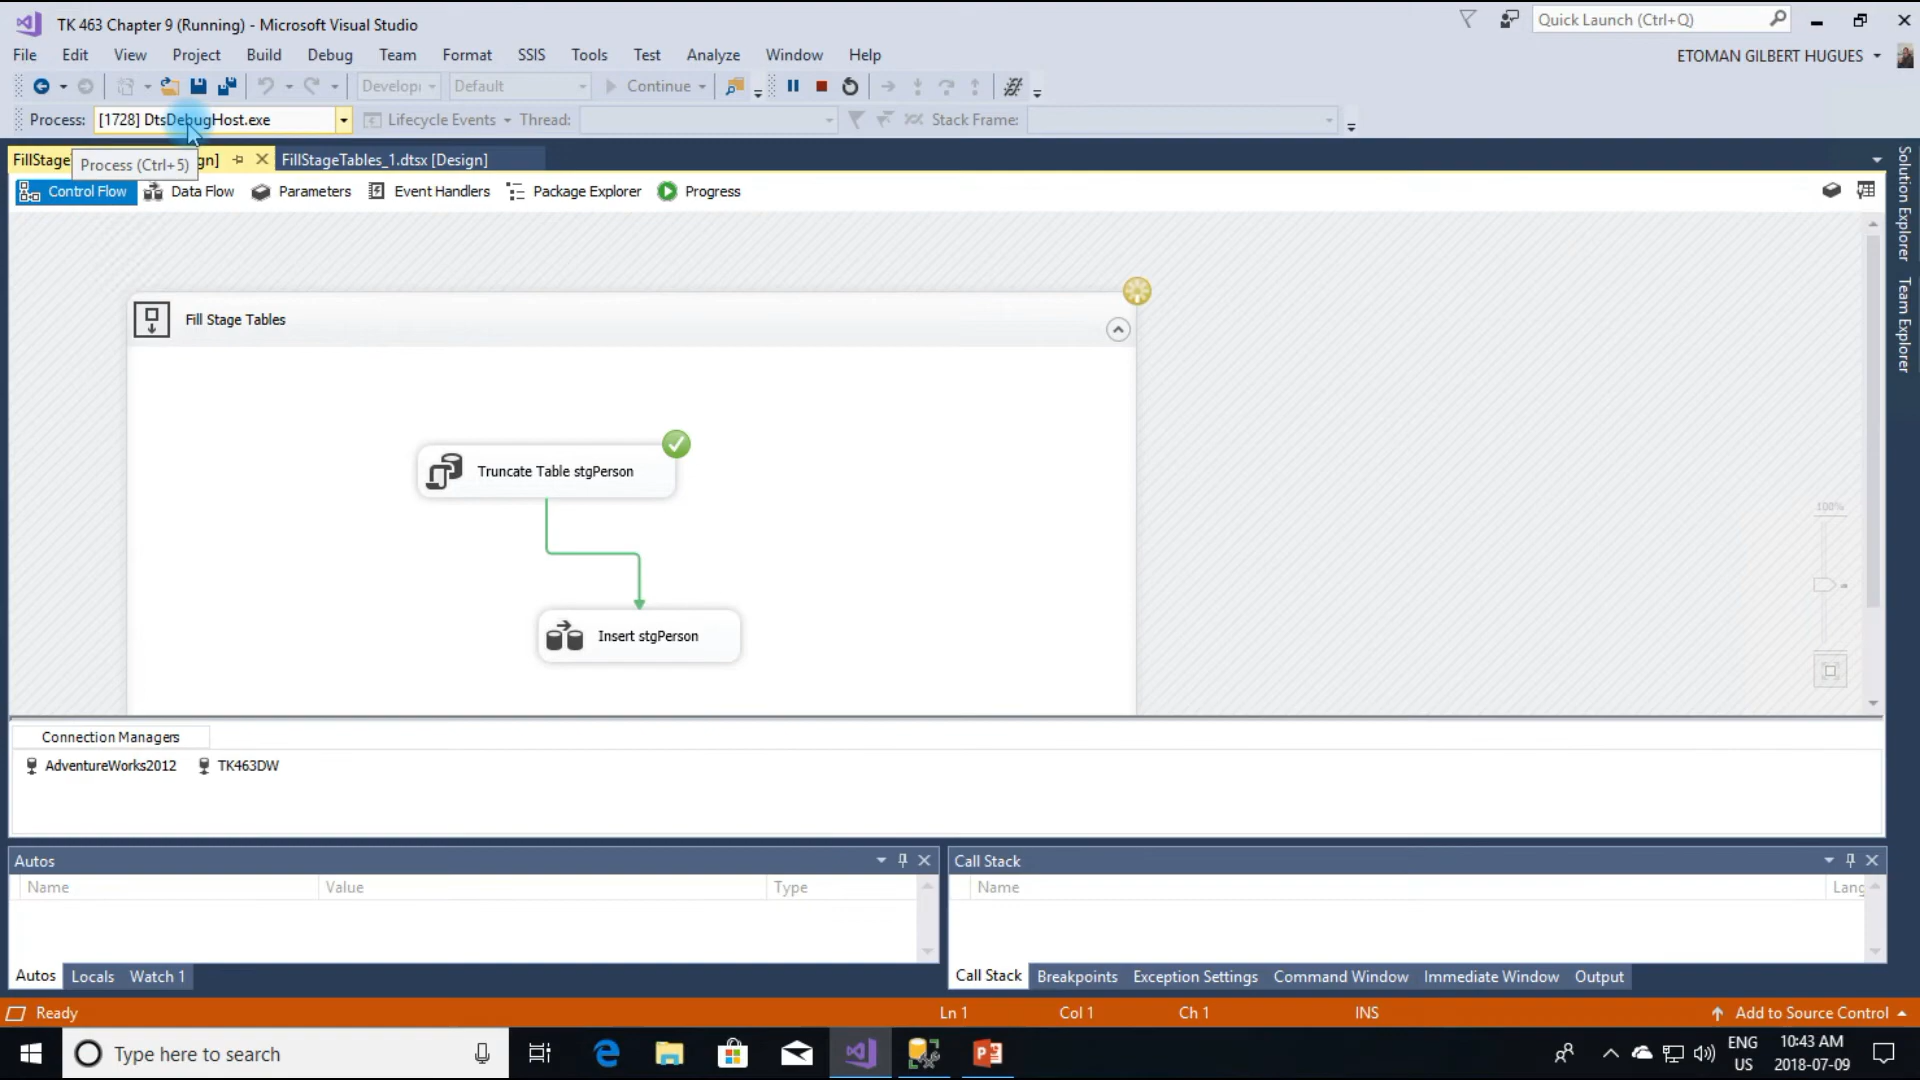 TK 463 Chapter 9 (Running) - Microsoft Visual Studio
Quick Launch (Ctrl+Q)
File Edit View Project Build Debug Team Format SSIS Tools Test Analyze Window Help
ETOMAN GILBERT HUGUES
Developi Default Continue
Process: [1728] DtsDebugHost.exe Lifecycle Events Thread: Stack Frame:
FillStage gn] FillStageTables_1.dtsx [Design]
Process (Ctrl+5)
Control Flow Data Flow Parameters Event Handlers Package Explorer Progress
Solution Explorer
Team Explorer
Fill Stage Tables
Truncate Table stgPerson
100%
Insert stgPerson
Connection Managers
AdventureWorks2012 TK463DW
Autos
Name Value Type
Call Stack
Name Lang
Autos Locals Watch 1
Call Stack Breakpoints Exception Settings Command Window Immediate Window Output
Ready Ln 1 Col 1 Ch 1 INS Add to Source Control
Type here to search
ENG
US
10:43 AM
2018-07-09